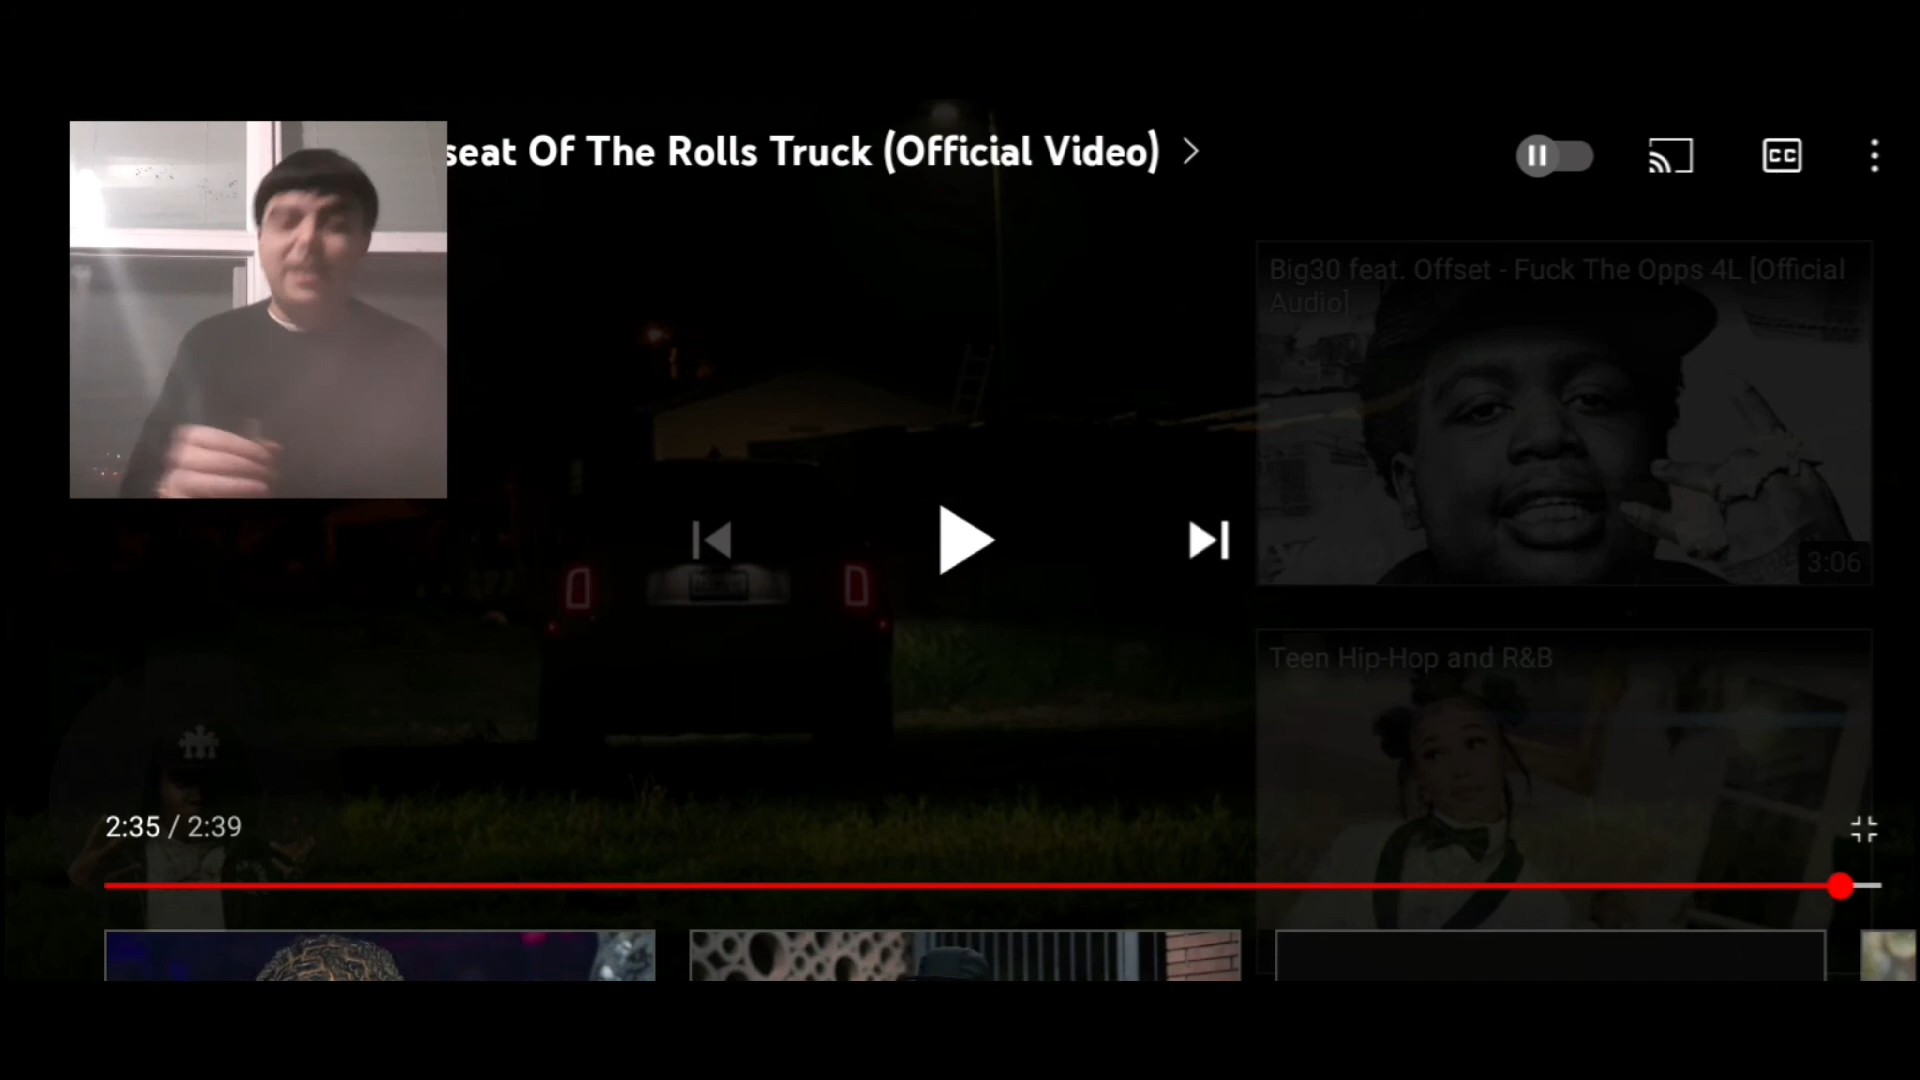 seat Of The Rolls Truck (Official Video)
CC
Big30 feat. Offset - Fuck The Opps 4L [Official
Audio]
3:06
Teen Hip-Hop and R&B
2:35 / 2:39